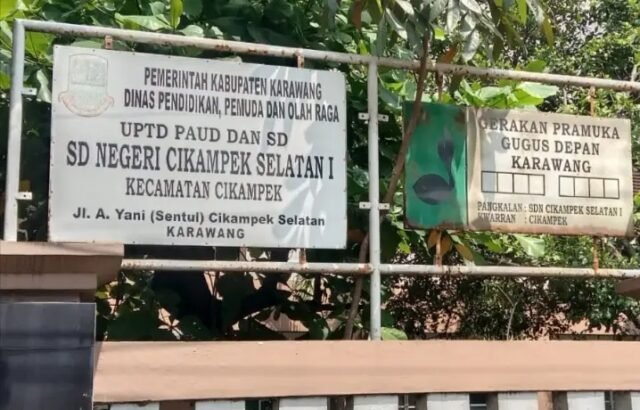 PEMERINTAH KABUPATEN KARAWANG
DINAS PENDIDIKAN, PEMUDA DAN OLAH RAGA
UPTD PAUD DAN SD
SD NEGERI CIKAMPEK SELATAN I
KECAMATAN CIKAMPEK
Jl. A. Yani (Sentul) Cikampek Selatan
KARAWANG
GERAKAN PRAMUKA
GUGUS DEPAN
KARAWANG
PANGKALAN : SDN CIKAMPEK SELATAN I
KWARRAN : CIKAMPEK